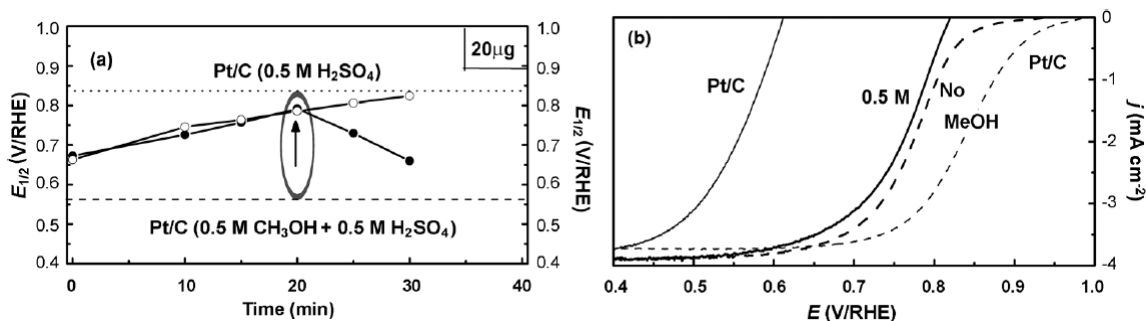 (a)
20μg
Pt/C (0.5 M H₂SO₄)
Pt/C (0.5 M CH₃OH + 0.5 M H₂SO₄)
E₁/₂ (V/RHE)
1.0
0.9
0.8
0.7
0.6
0.5
0.4
1.0
0.9
0.8
0.7
0.6
0.5
0.4
E₁/₂ (V/RHE)
0
10
20
30
40
Time (min)
(b)
Pt/C
0.5 M
No
MeOH
Pt/C
0
-1
-2
-3
-4
j (mA cm⁻²)
0.4
0.5
0.6
0.7
0.8
0.9
1.0
E (V/RHE)